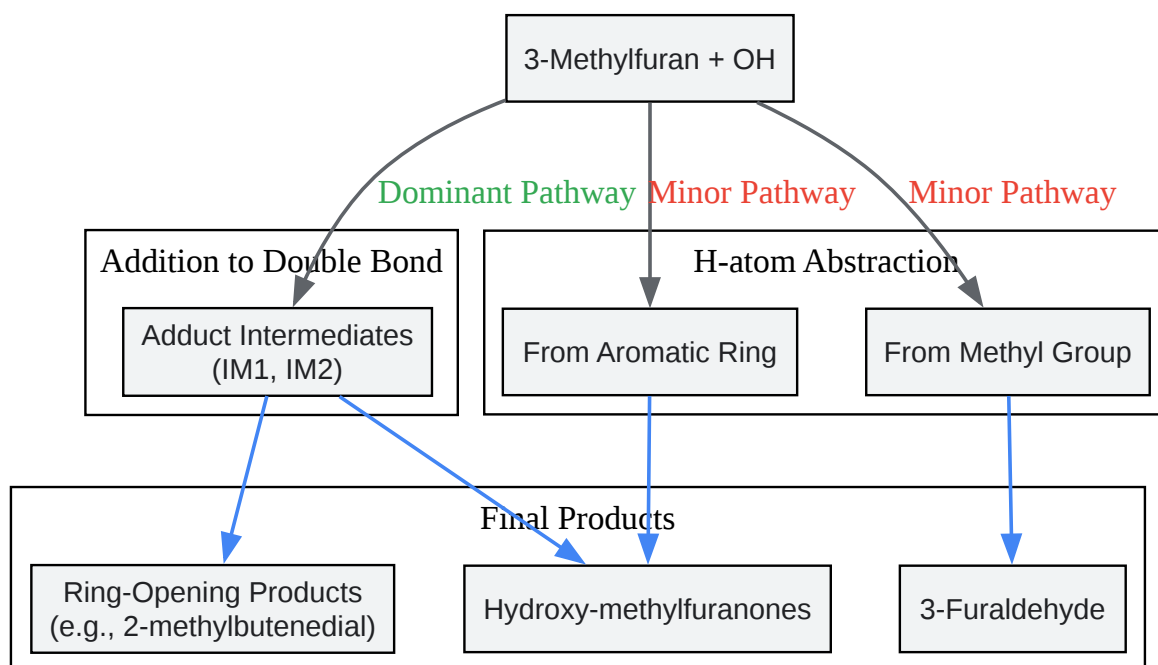 3-Methylfuran + OH
Dominant Pathway
Minor Pathway
Minor Pathway
Addition to Double Bond
H-atom Abstraction
Adduct Intermediates
(IM1, IM2)
From Aromatic Ring
From Methyl Group
Final Products
Ring-Opening Products
(e.g., 2-methylbutenedial)
Hydroxy-methylfuranones
3-Furaldehyde